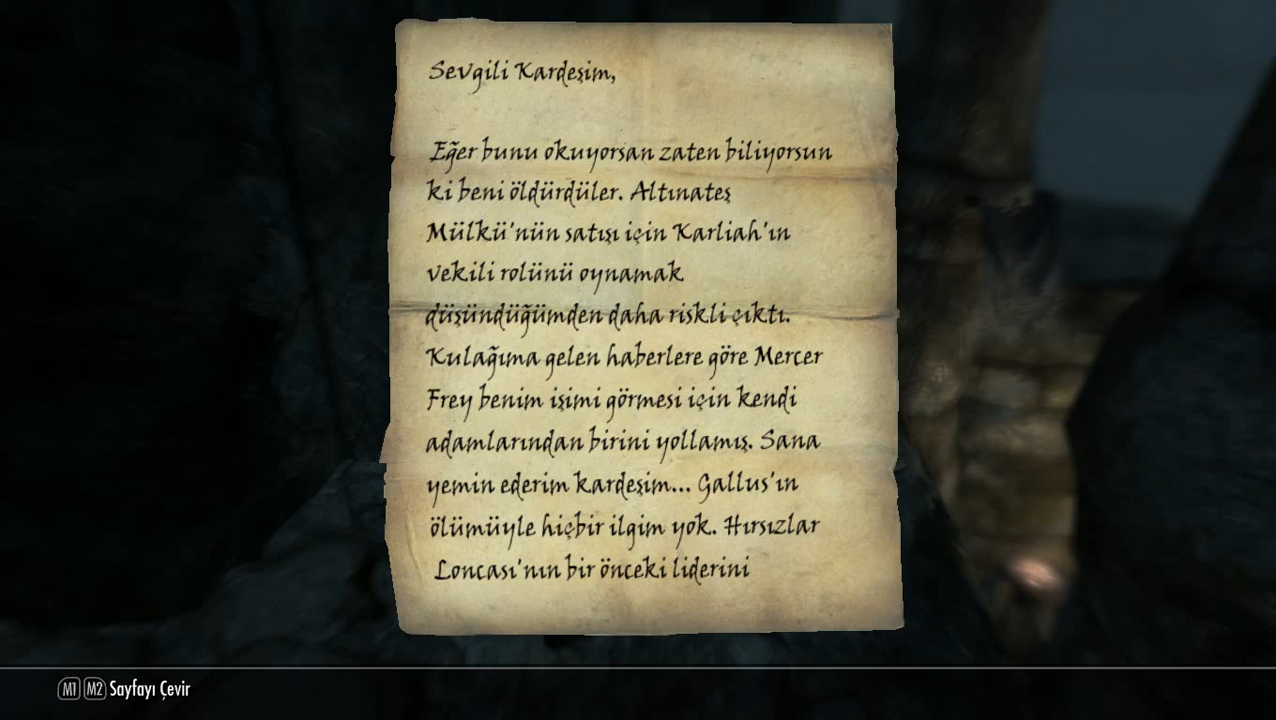 Sevgili Kardeşim,
Eğer bunu okuyorsan zaten biliyorsun
ki beni öldürdüler. Altınateş
Mülkü'nün satışı için Karliah'ın
vekili rolünü oynamak
düşündüğümden daha riskli çıktı.
Kulağıma gelen haberlere göre Mercer
Frey benim işimi görmesi için kendi
adamlarından birini yollamış. Sana
yemin ederim kardeşim... Gallus'ın
ölümüyle hiçbir ilgim yok. Hırsızlar
Loncası'nın bir önceki liderini
M1 M2 Sayfayı Çevir